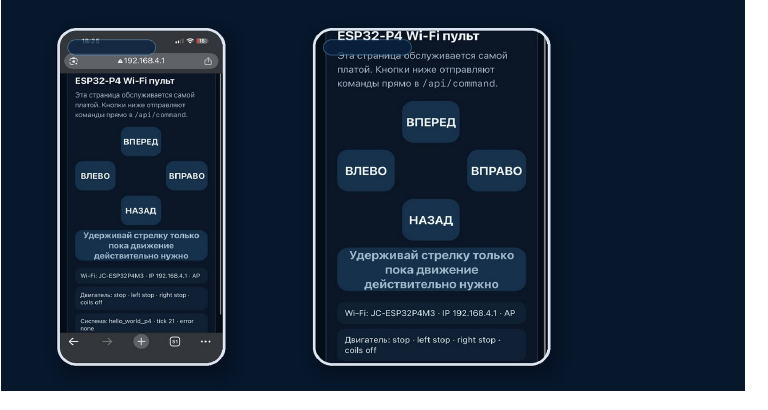 18:26
192.168.4.1
ESP32-P4 Wi-Fi пульт
Эта страница обслуживается самой
платой. Кнопки ниже отправляют
команды прямо в /api/command.
ВПЕРЕД
ВЛЕВО
ВПРАВО
НАЗАД
Удерживай стрелку только
пока движение
действительно нужно
Wi-Fi: JC-ESP32P4M3 · IP 192.168.4.1 · AP
Двигатель: stop · left stop · right stop ·
coils off
Система: hello_world_p4 · tick 21 · error
none
ESP32-P4 Wi-Fi пульт
Эта страница обслуживается самой
платой. Кнопки ниже отправляют
команды прямо в /api/command.
ВПЕРЕД
ВЛЕВО
ВПРАВО
НАЗАД
Удерживай стрелку только
пока движение
действительно нужно
Wi-Fi: JC-ESP32P4M3 · IP 192.168.4.1 · AP
Двигатель: stop · left stop · right stop ·
coils off